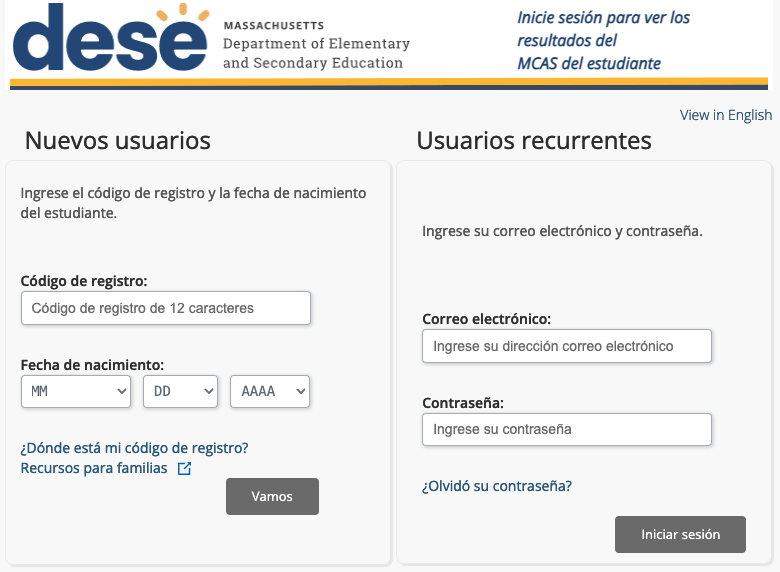 dese
MASSACHUSETTS
Department of Elementary
and Secondary Education
Inicie sesión para ver los
resultados del
MCAS del estudiante
View in English
Nuevos usuarios
Ingrese el código de registro y la fecha de nacimiento
del estudiante.
Código de registro:
Código de registro de 12 caracteres
Fecha de nacimiento:
MM DD AAAA
¿Dónde está mi código de registro?
Recursos para familias
Vamos
Usuarios recurrentes
Ingrese su correo electrónico y contraseña.
Correo electrónico:
Ingrese su dirección correo electrónico
Contraseña:
Ingrese su contraseña
¿Olvidó su contraseña?
Iniciar sesión